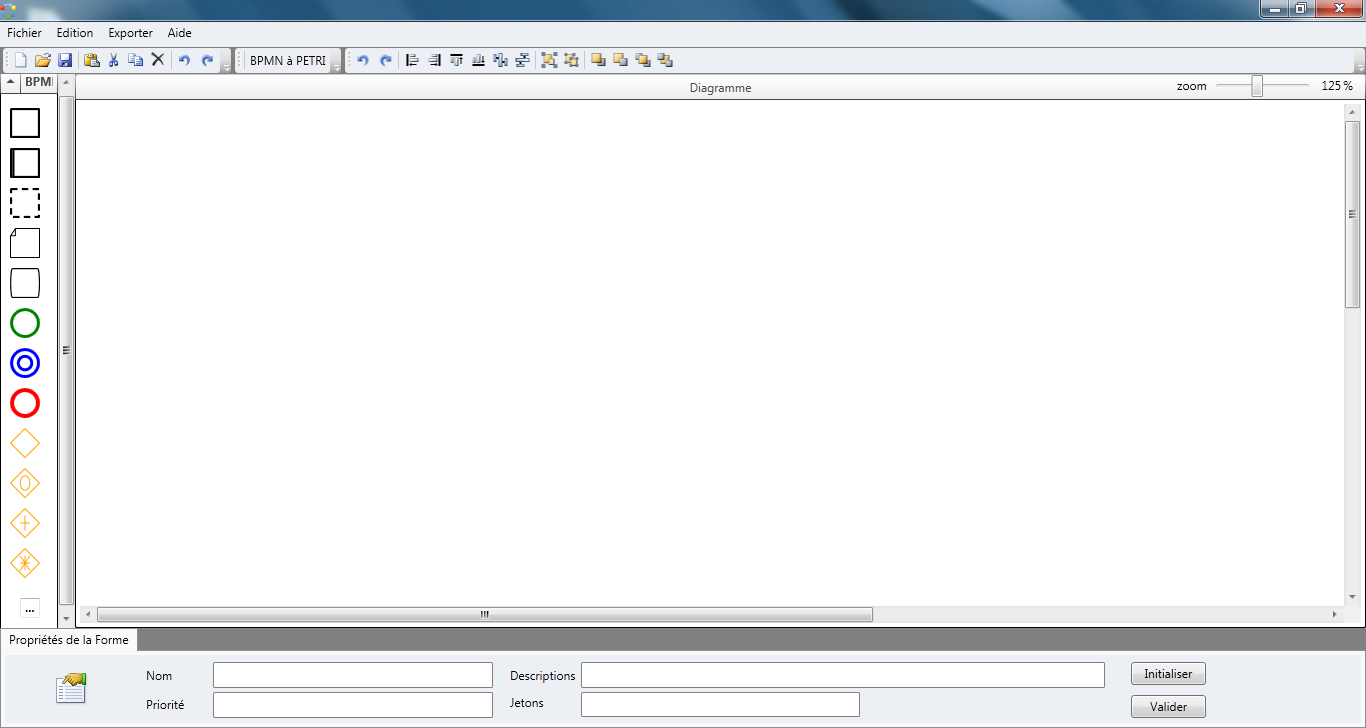 Fichier Edition Exporter Aide
BPMN à PETRI
BPM
Diagramme
zoom 125 %
...
Propriétés de la Forme
Nom Descriptions Initialiser
Priorité Jetons Valider